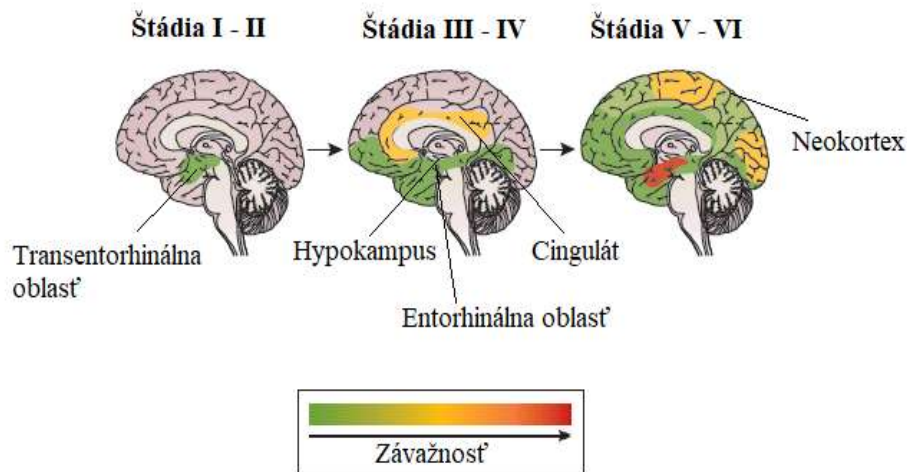 Štádia I - II
Štádia III - IV
Štádia V - VI
Neokortex
Transentorhinálna
oblasť
Hypokampus
Cingulát
Entorhinálna oblasť
Závažnosť